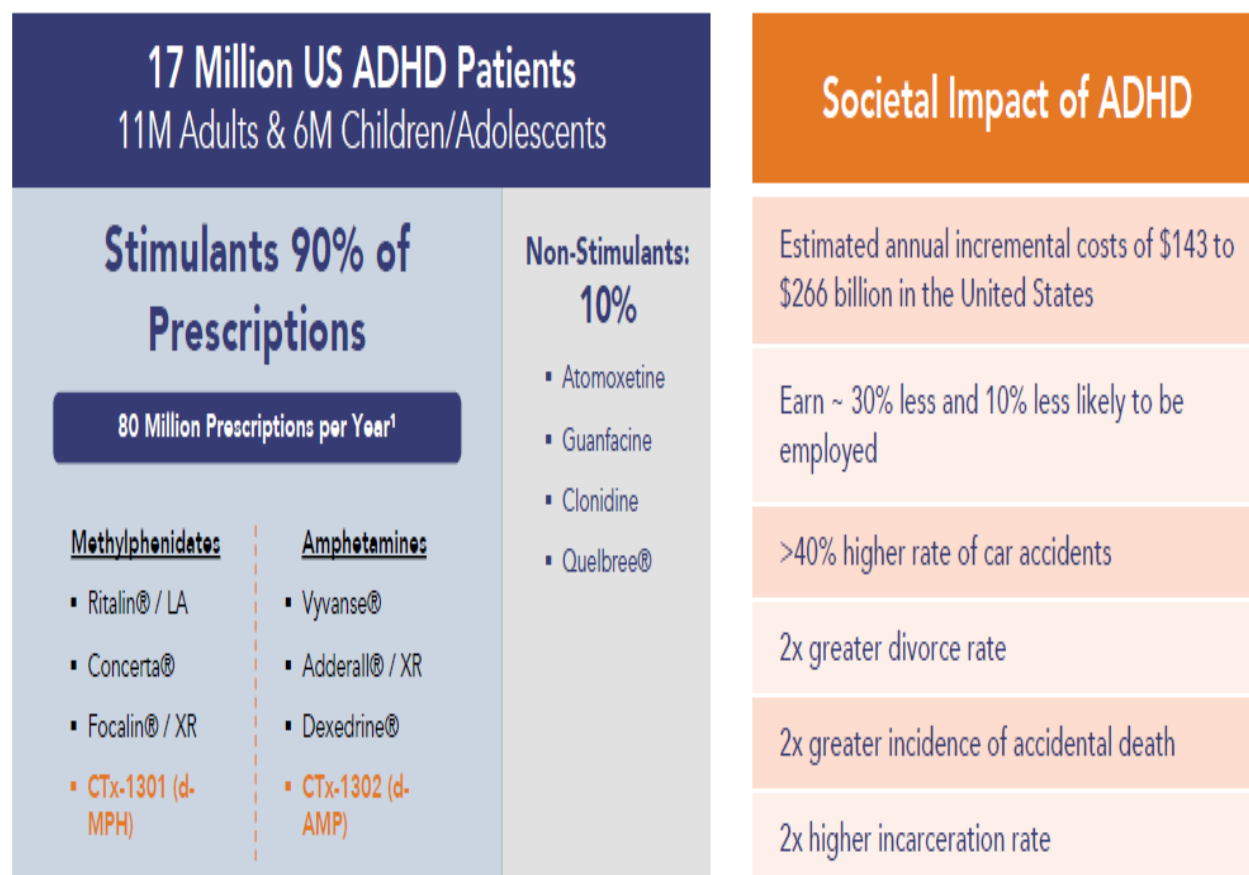 17 Million US ADHD Patients
11M Adults & 6M Children/Adolescents
Stimulants 90% of
Prescriptions
80 Million Prescriptions per Year¹
Methylphenidates
▪ Ritalin® / LA
▪ Concerta®
▪ Focalin® / XR
▪ CTx-1301 (d-
MPH)
Amphetamines
▪ Vyvanse®
▪ Adderall® / XR
▪ Dexedrine®
▪ CTx-1302 (d-
AMP)
Non-Stimulants:
10%
▪ Atomoxetine
▪ Guanfacine
▪ Clonidine
▪ Quelbree®
Societal Impact of ADHD
Estimated annual incremental costs of $143 to
$266 billion in the United States
Earn ~ 30% less and 10% less likely to be
employed
>40% higher rate of car accidents
2x greater divorce rate
2x greater incidence of accidental death
2x higher incarceration rate